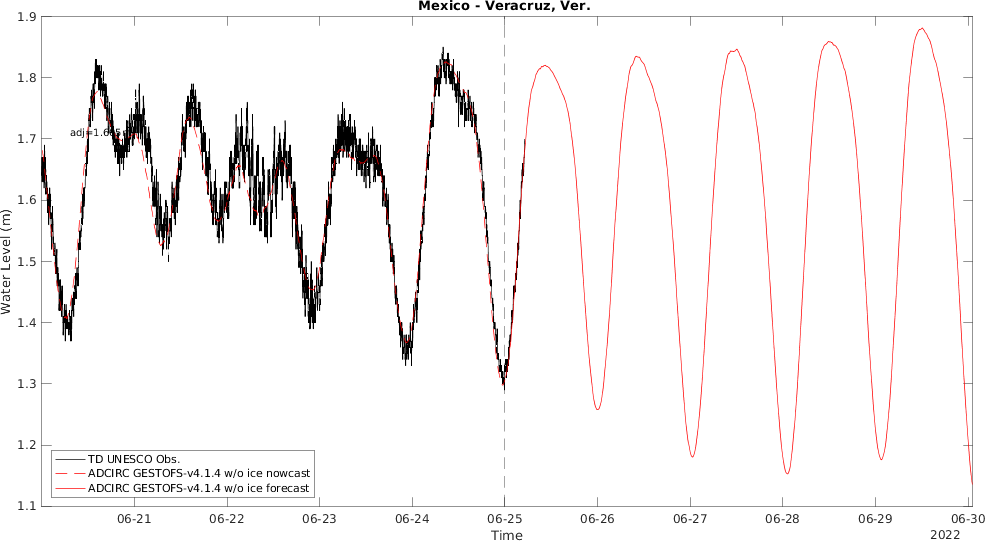 Mexico - Veracruz, Ver.
1.9
1.8
1.7
1.6
1.5
1.4
1.3
1.2
1.1
Water Level (m)
TD UNESCO Obs.
ADCIRC GESTOFS-v4.1.4 w/o ice nowcast
ADCIRC GESTOFS-v4.1.4 w/o ice forecast
06-21 06-22 06-23 06-24 06-25 06-26 06-27 06-28 06-29 06-30
Time
2022